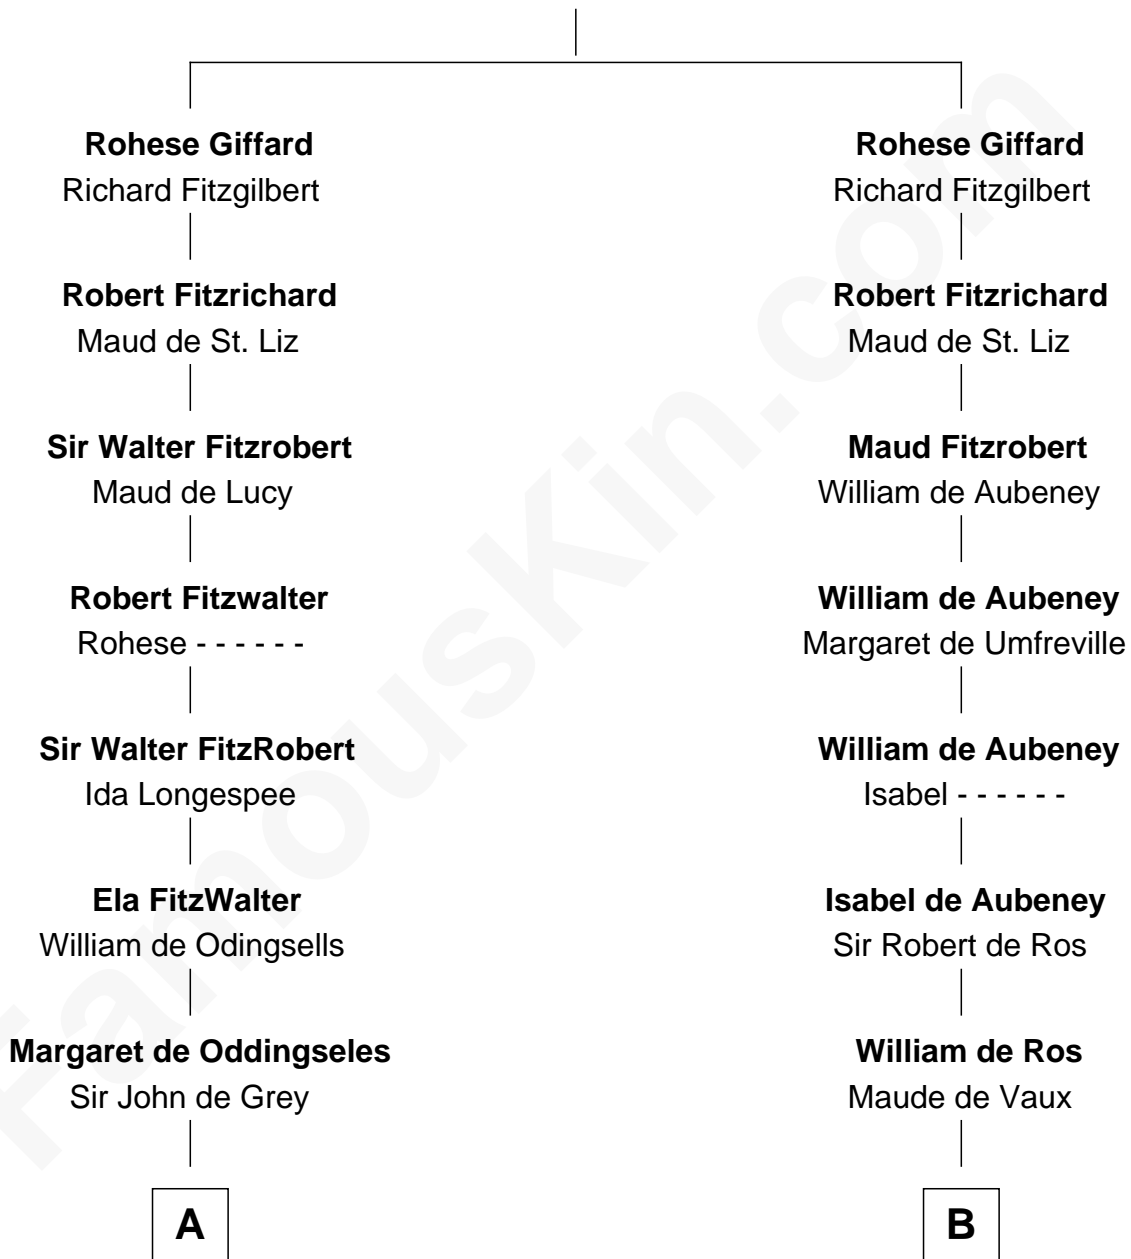 Rohese Giffard
Richard Fitzgilbert
Robert Fitzrichard
Maud de St. Liz
Sir Walter Fitzrobert
Maud de Lucy
Robert Fitzwalter
Rohese - - - - - -
Sir Walter FitzRobert
Ida Longespee
Ela FitzWalter
William de Odingsells
Margaret de Oddingseles
Sir John de Grey
A
Rohese Giffard
Richard Fitzgilbert
Robert Fitzrichard
Maud de St. Liz
Maud Fitzrobert
William de Aubeney
William de Aubeney
Margaret de Umfreville
William de Aubeney
Isabel - - - - - -
Isabel de Aubeney
Sir Robert de Ros
William de Ros
Maude de Vaux
B
FamousKin.com